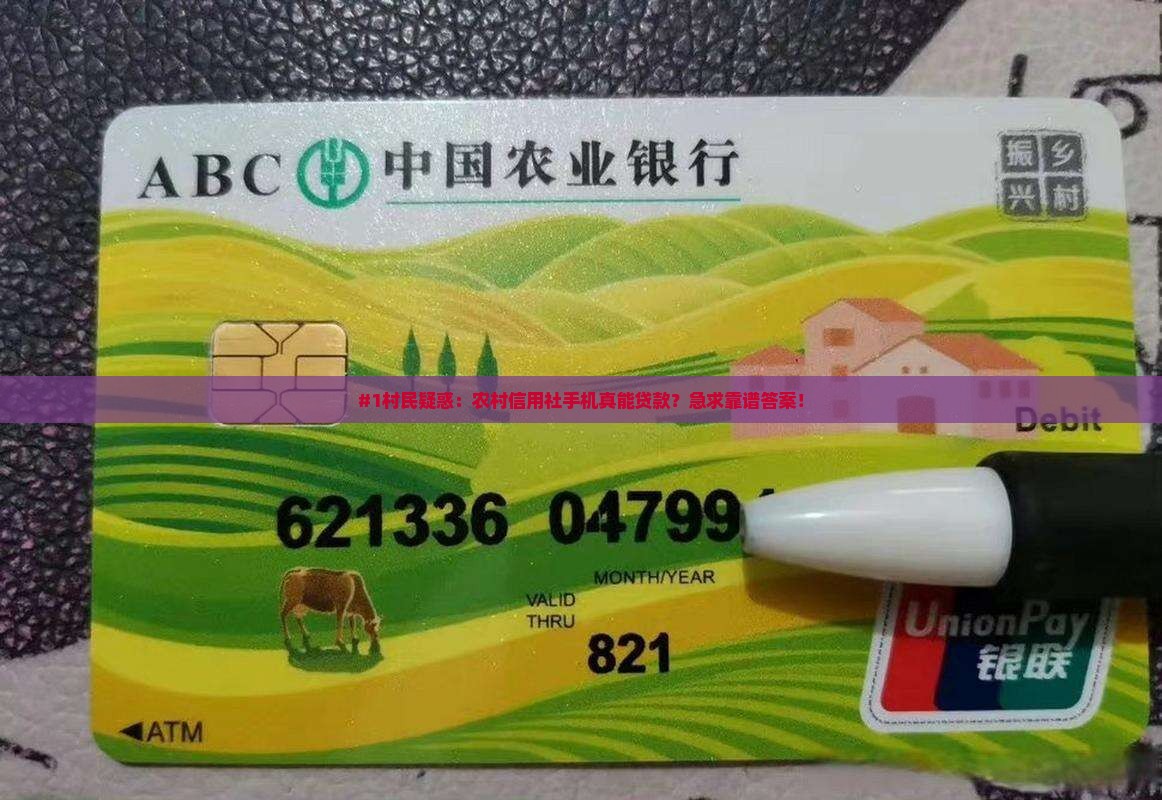 ABC 中国农业银行
振 乡
兴 村
#1村民疑惑：农村信用社手机真能贷款？急求靠谱答案！
Debit
621336 04799
MONTH/YEAR
VALID
THRU
821
UnionPay
银联
ATM